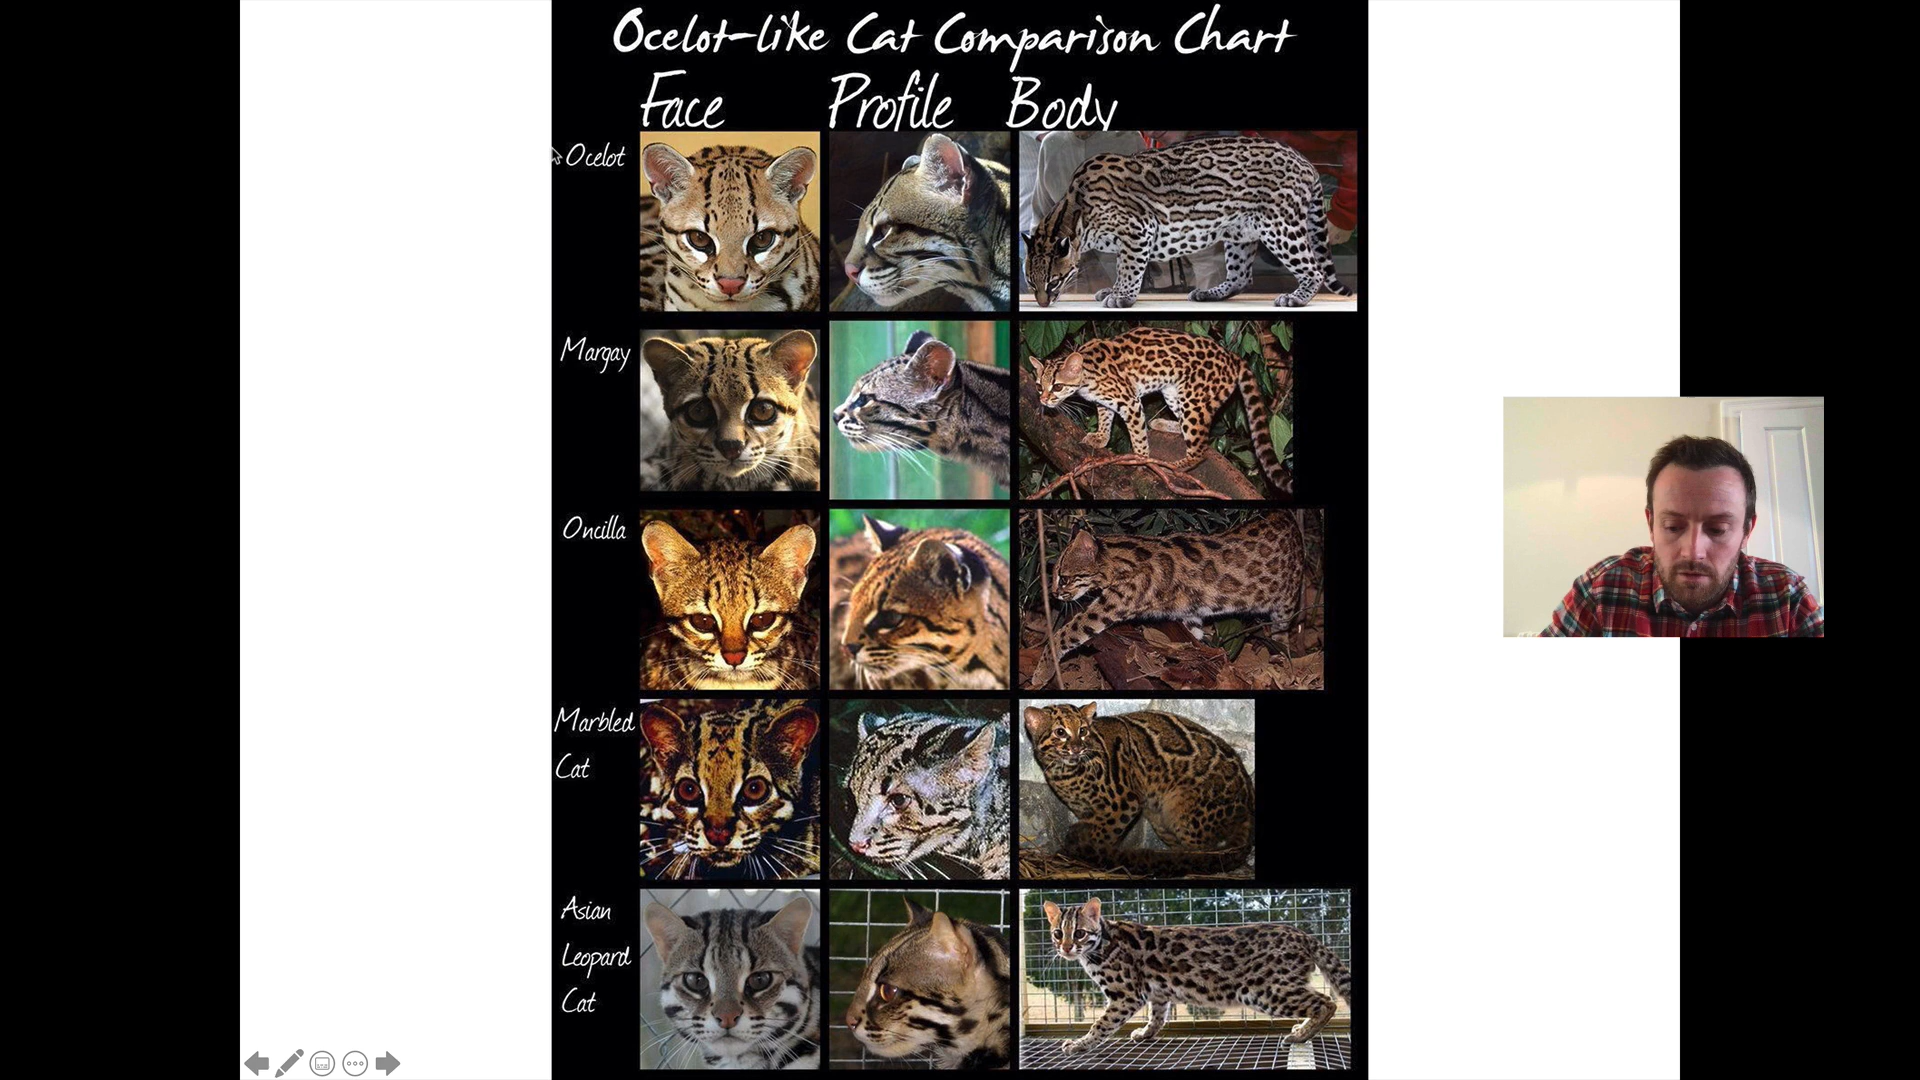 Ocelot-like Cat Comparison Chart
Face Profile Body
Ocelot
Margay
Oncilla
Marbled
Cat
Asian
Leopard
Cat